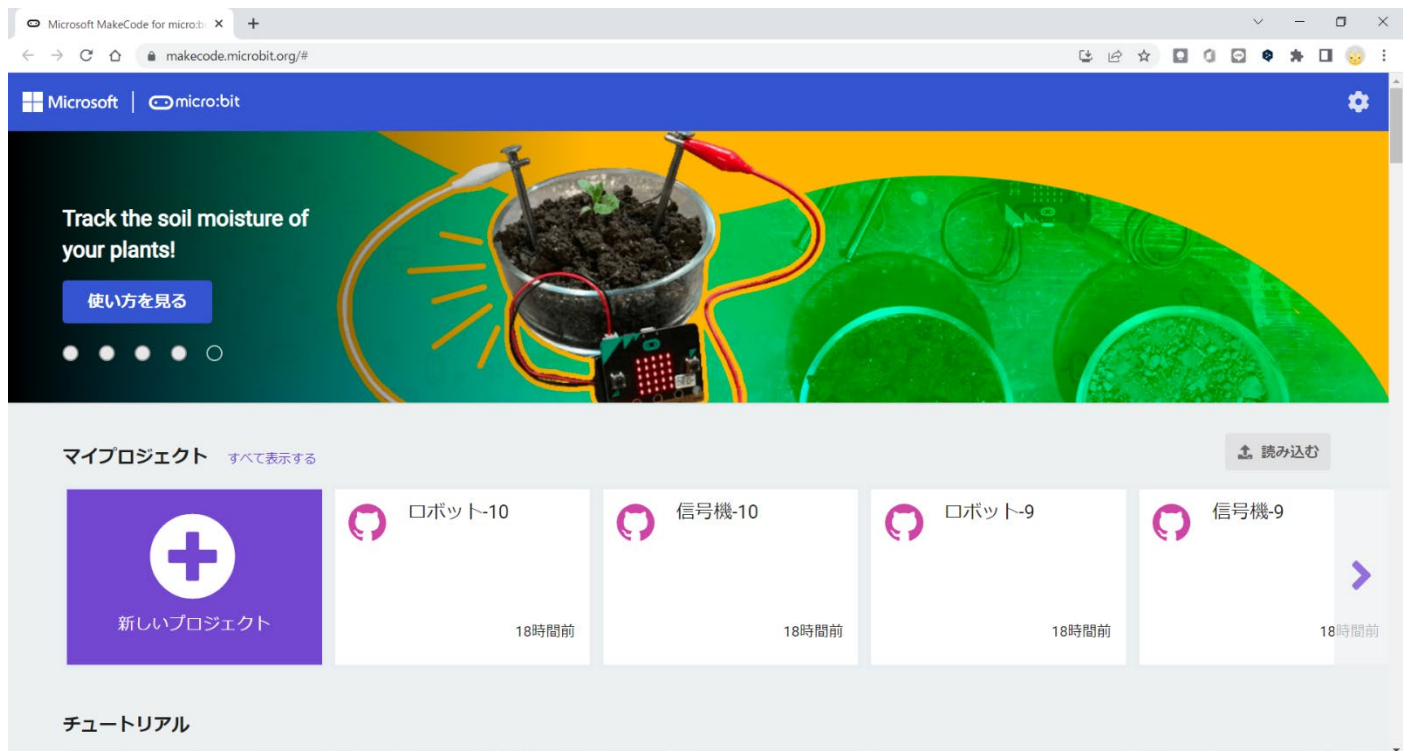 Microsoft MakeCode for micro:b
makecode.microbit.org/#
Microsoft micro:bit
Track the soil moisture of
your plants!
使い方を見る
マイプロジェクト すべて表示する 読み込む
ロボット-10 信号機-10 ロボット-9 信号機-9
新しいプロジェクト
18時間前 18時間前 18時間前 18時間前
チュートリアル